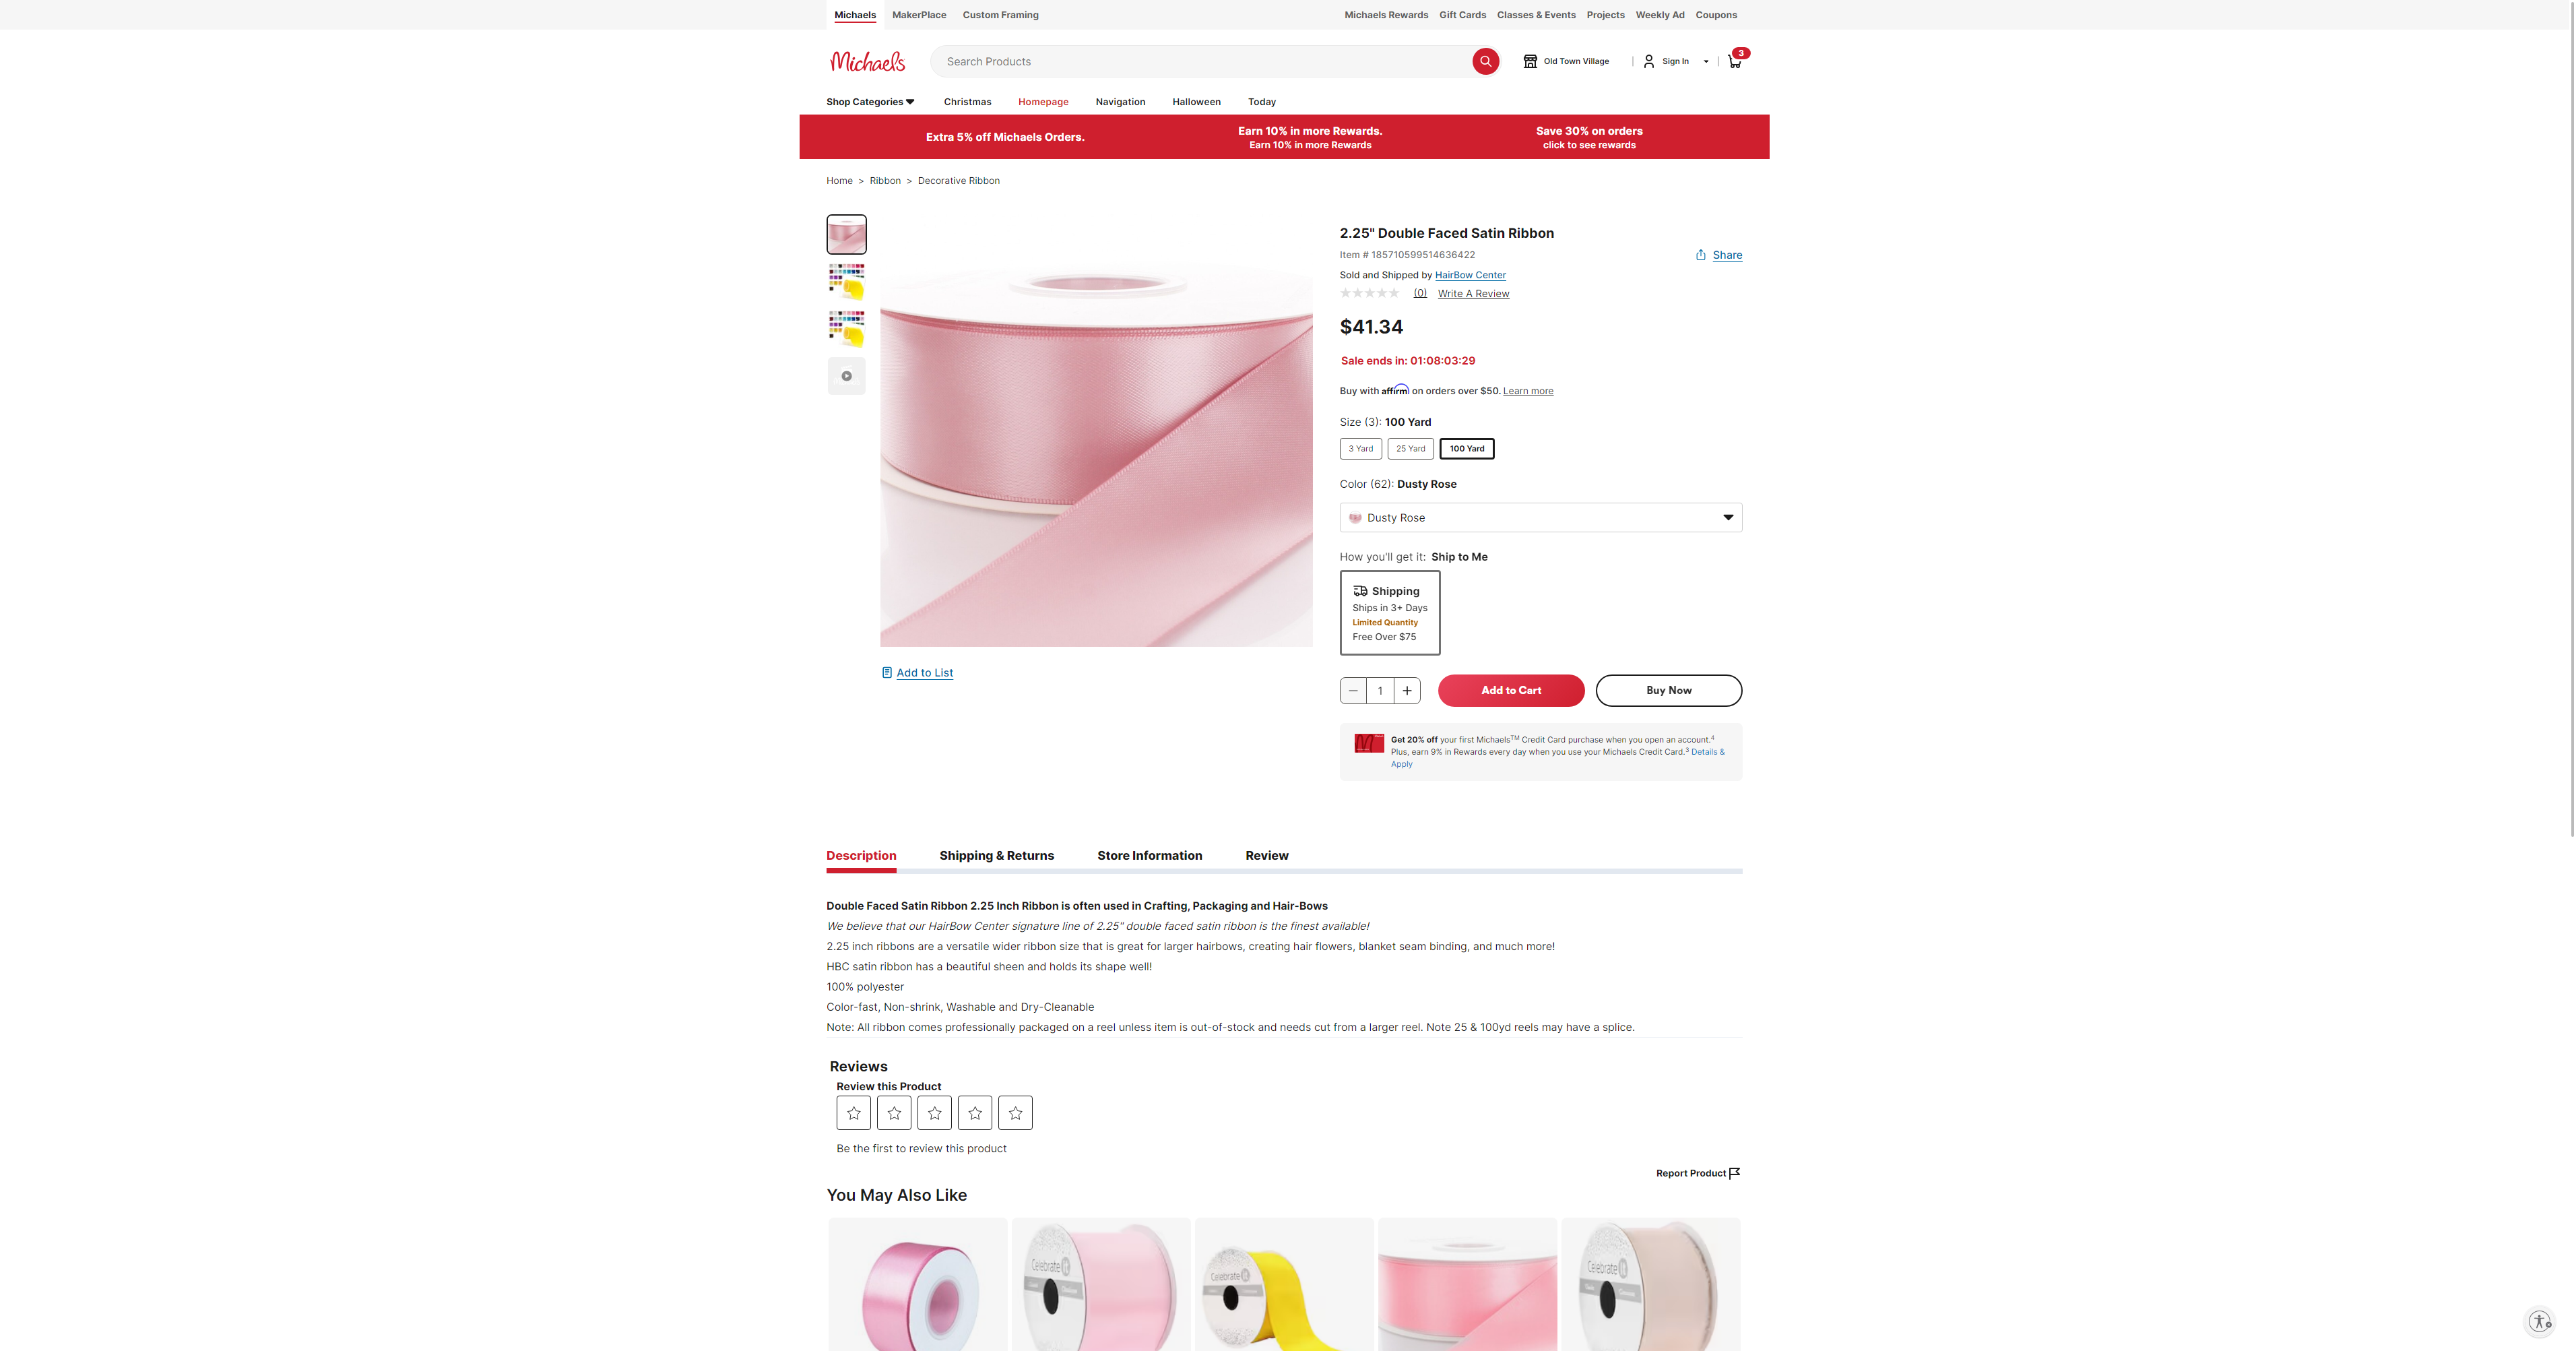 Michaels MakerPlace Custom Framing Michaels Rewards Gift Cards Classes & Events Projects Weekly Ad Coupons
Michaels Search Products Old Town Village | Sign In | 3
Shop Categories Christmas Homepage Navigation Halloween Today
Extra 5% off Michaels Orders.
Earn 10% in more Rewards.
Earn 10% in more Rewards
Save 30% on orders
click to see rewards
Home > Ribbon > Decorative Ribbon
2.25" Double Faced Satin Ribbon
Item # 185710599514636422
Share
Sold and Shipped by HairBow Center
(0) Write A Review
$41.34
Sale ends in: 01:08:03:29
Buy with affirm on orders over $50. Learn more
Size (3): 100 Yard
3 Yard 25 Yard 100 Yard
Color (62): Dusty Rose
Dusty Rose
How you'll get it: Ship to Me
Shipping
Ships in 3+ Days
Limited Quantity
Free Over $75
Add to List
1 Add to Cart Buy Now
Get 20% off your first Michaels™ Credit Card purchase when you open an account.⁴
Plus, earn 9% in Rewards every day when you use your Michaels Credit Card.³ Details &
Apply
Description Shipping & Returns Store Information Review
Double Faced Satin Ribbon 2.25 Inch Ribbon is often used in Crafting, Packaging and Hair-Bows
We believe that our HairBow Center signature line of 2.25" double faced satin ribbon is the finest available!
2.25 inch ribbons are a versatile wider ribbon size that is great for larger hairbows, creating hair flowers, blanket seam binding, and much more!
HBC satin ribbon has a beautiful sheen and holds its shape well!
100% polyester
Color-fast, Non-shrink, Washable and Dry-Cleanable
Note: All ribbon comes professionally packaged on a reel unless item is out-of-stock and needs cut from a larger reel. Note 25 & 100yd reels may have a splice.
Reviews
Review this Product
Be the first to review this product
Report Product
You May Also Like
Celebrate it
Celebrate it
Celebrate it